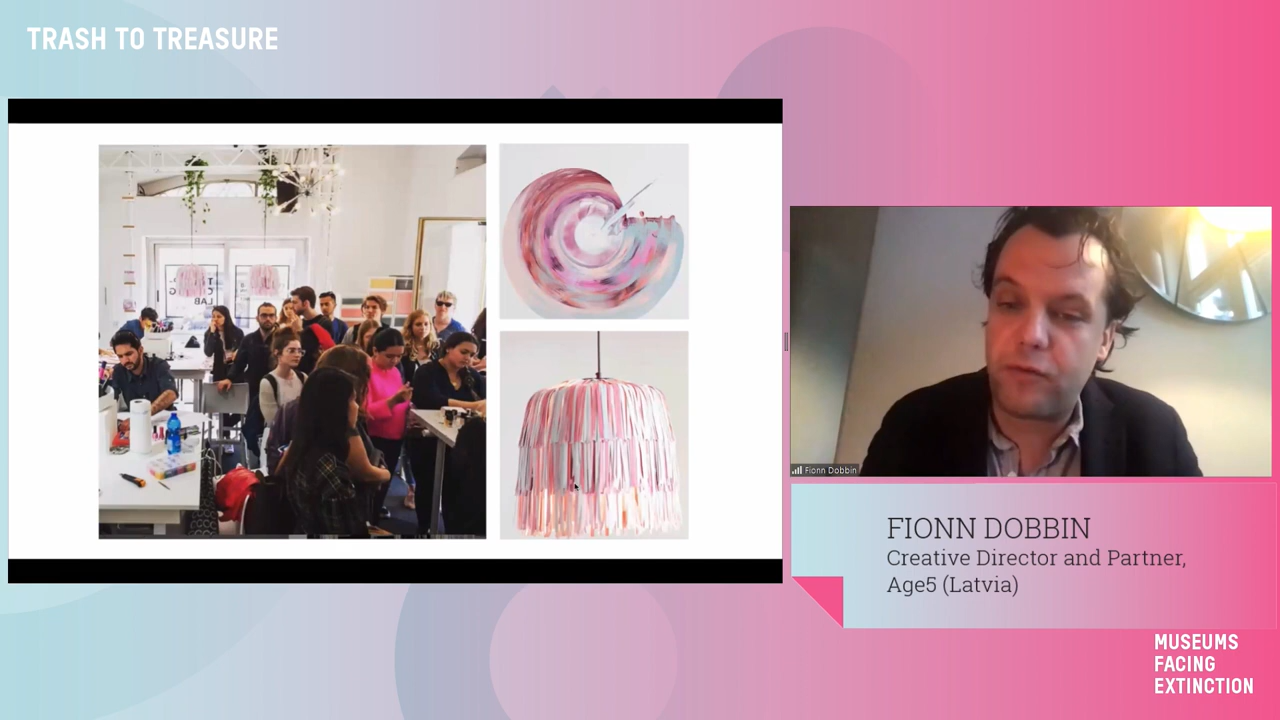 TRASH TO TREASURE
Fionn Dobbin
FIONN DOBBIN
Creative Director and Partner,
Age5 (Latvia)
MUSEUMS
FACING
EXTINCTION